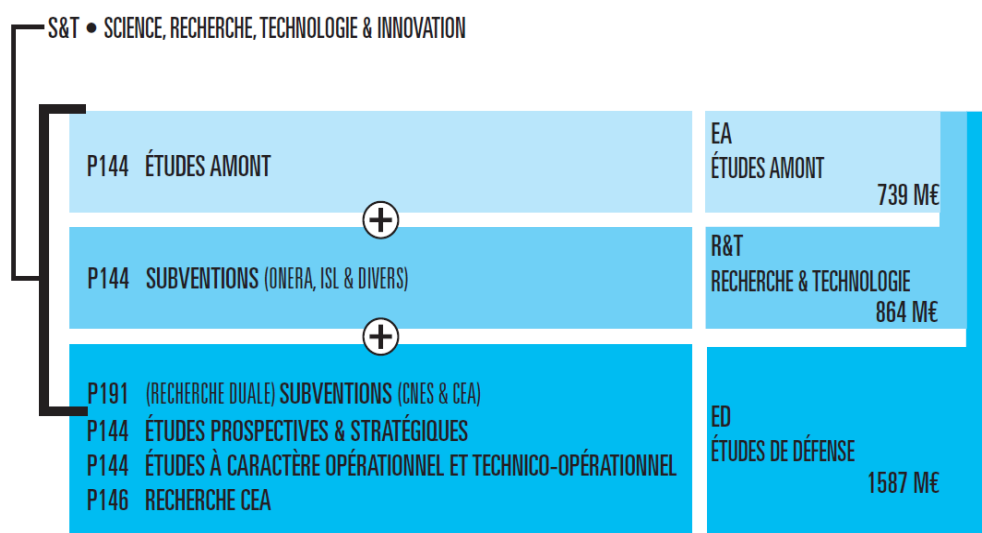 S&T • SCIENCE, RECHERCHE, TECHNOLOGIE & INNOVATION
P144 ÉTUDES AMONT
EA
ÉTUDES AMONT
739 M€
+
P144 SUBVENTIONS (ONERA, ISL & DIVERS)
R&T
RECHERCHE & TECHNOLOGIE
864 M€
+
P191 (RECHERCHE DUALE) SUBVENTIONS (CNES & CEA)
P144 ÉTUDES PROSPECTIVES & STRATÉGIQUES
P144 ÉTUDES À CARACTÈRE OPÉRATIONNEL ET TECHNICO-OPÉRATIONNEL
P146 RECHERCHE CEA
ED
ÉTUDES DE DÉFENSE
1587 M€